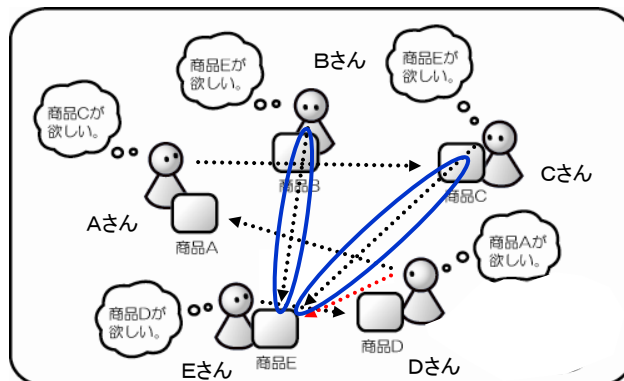 Bさん
商品Eが
欲しい。
商品Eが
欲しい。
商品Cが
欲しい。
商品B
商品C
Cさん
Aさん
商品A
商品Aが
欲しい。
商品Dが
欲しい。
商品E
商品D
Eさん
Dさん